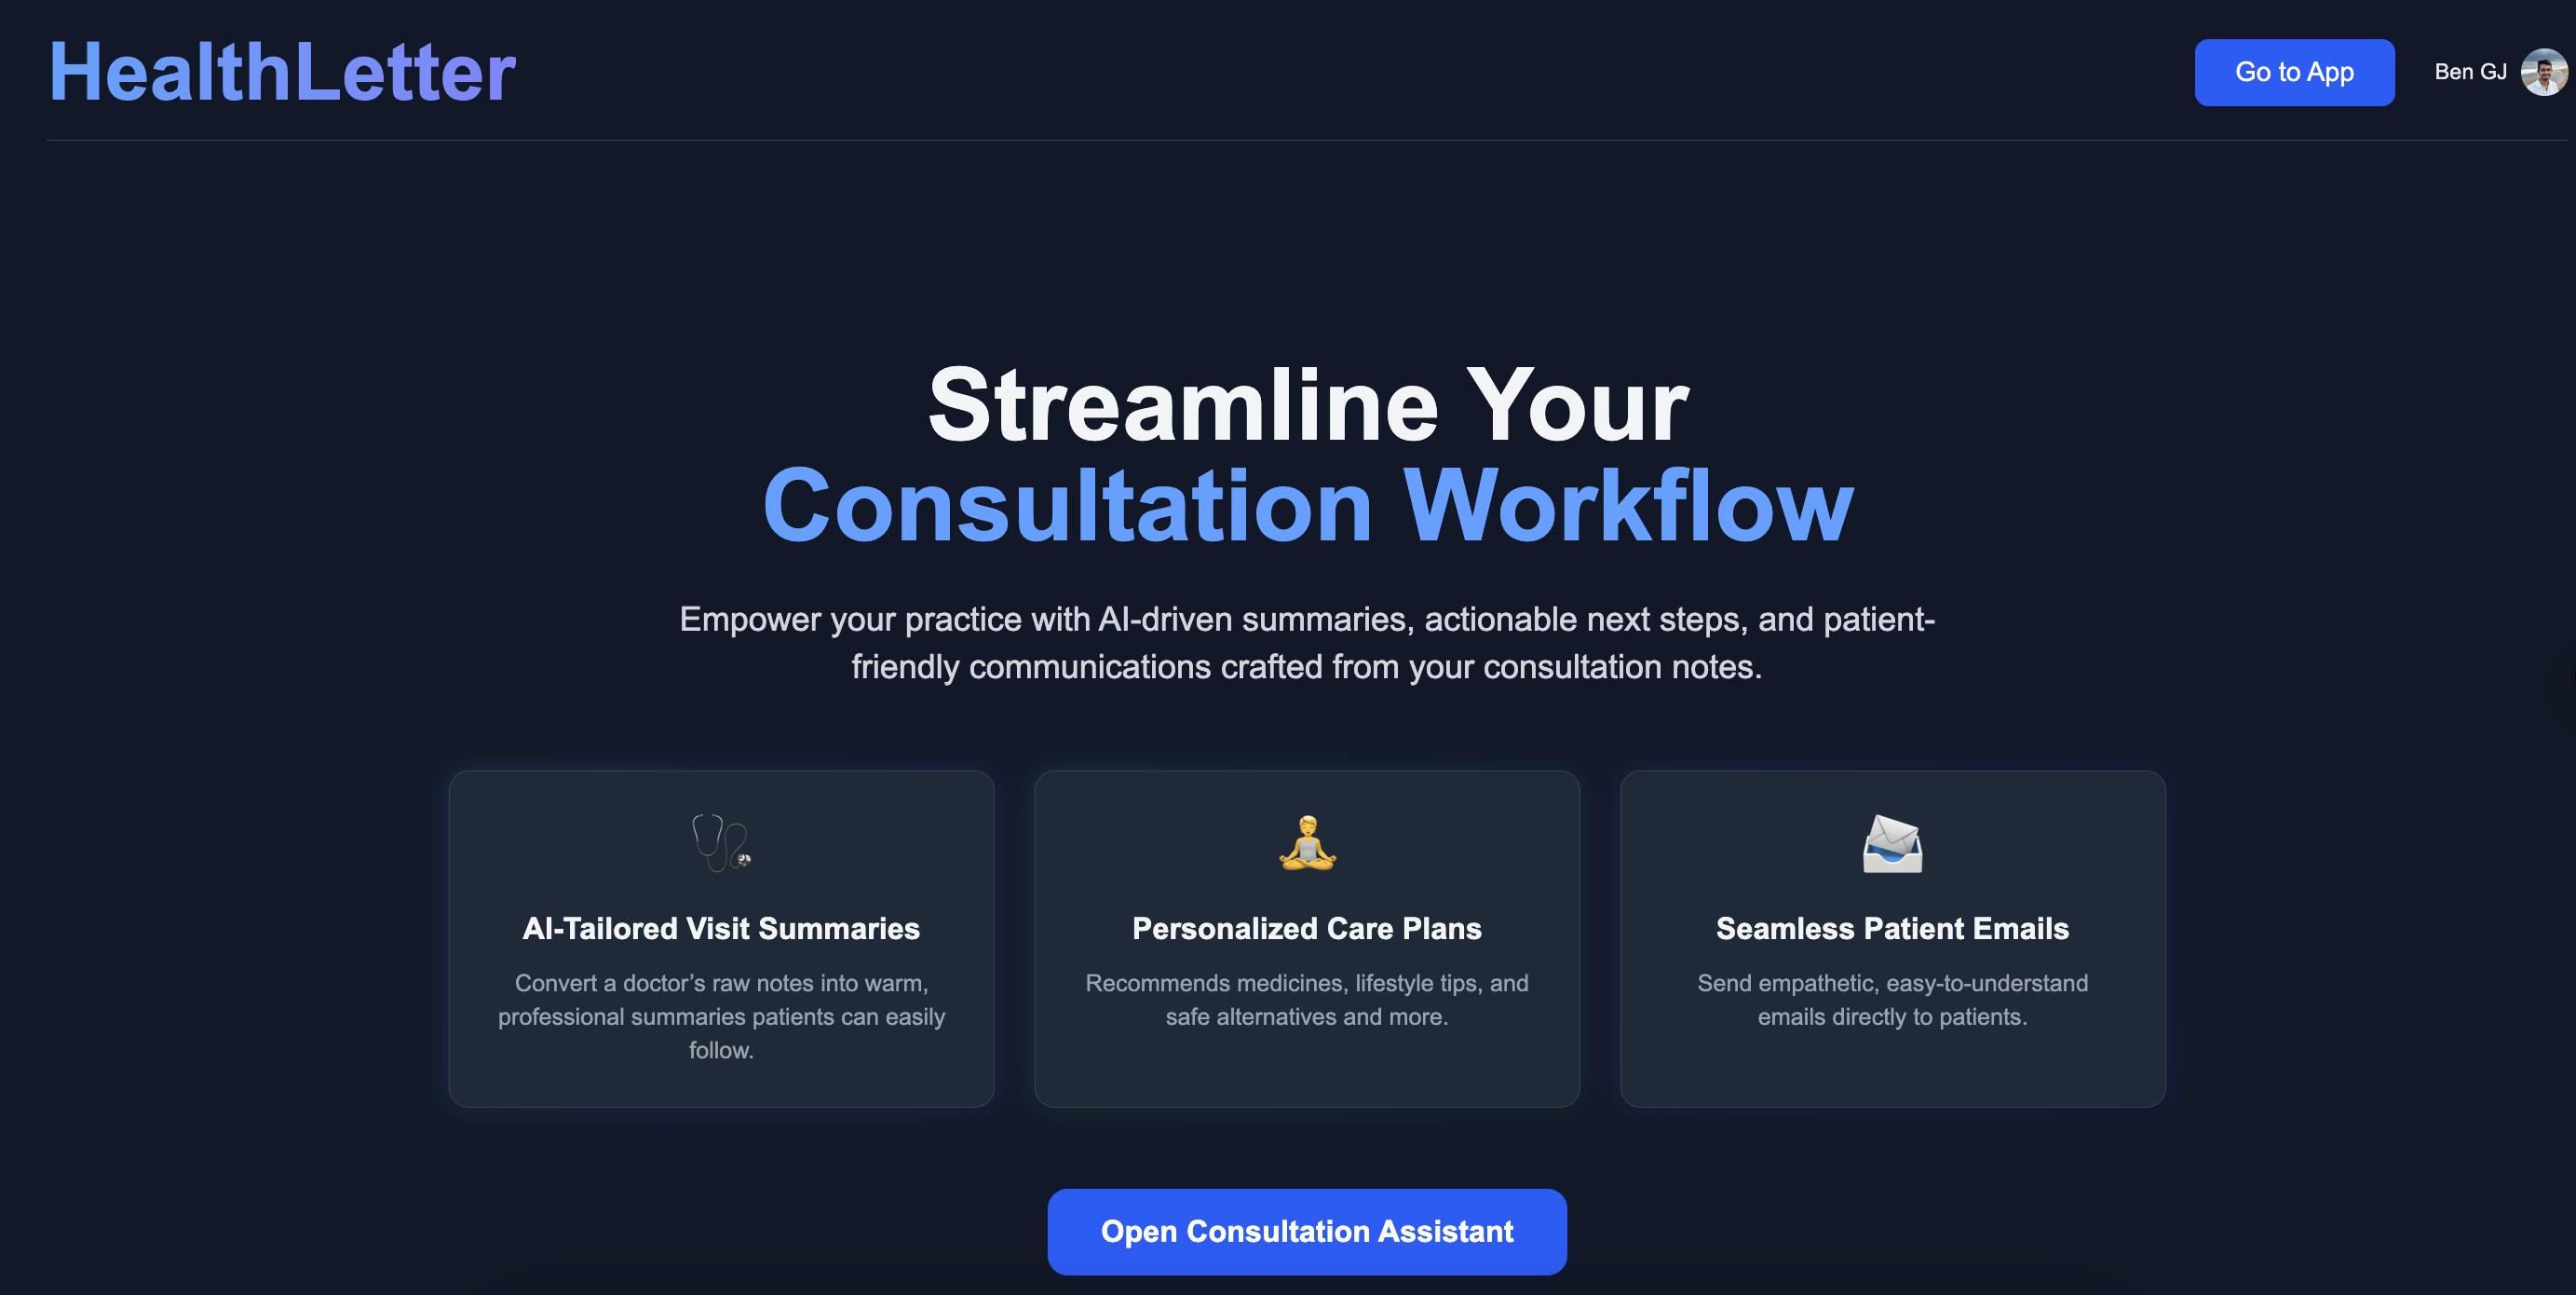 HealthLetter
Go to App
Ben GJ
Streamline Your
Consultation Workflow
Empower your practice with AI-driven summaries, actionable next steps, and patient-
friendly communications crafted from your consultation notes.
AI-Tailored Visit Summaries
Convert a doctor’s raw notes into warm,
professional summaries patients can easily
follow.
Personalized Care Plans
Recommends medicines, lifestyle tips, and
safe alternatives and more.
Seamless Patient Emails
Send empathetic, easy-to-understand
emails directly to patients.
Open Consultation Assistant